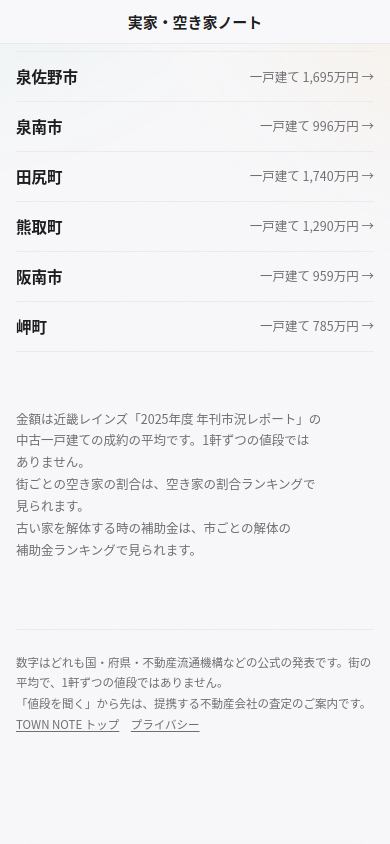 実家・空き家ノート
泉佐野市 一戸建て 1,695万円 →
泉南市 一戸建て 996万円 →
田尻町 一戸建て 1,740万円 →
熊取町 一戸建て 1,290万円 →
阪南市 一戸建て 959万円 →
岬町 一戸建て 785万円 →
金額は近畿レインズ「2025年度 年刊市況レポート」の
中古一戸建ての成約の平均です。1軒ずつの値段では
ありません。
街ごとの空き家の割合は、空き家の割合ランキングで
見られます。
古い家を解体する時の補助金は、市ごとの解体の
補助金ランキングで見られます。
数字はどれも国・府県・不動産流通機構などの公式の発表です。街の
平均で、1軒ずつの値段ではありません。
「値段を聞く」から先は、提携する不動産会社の査定のご案内です。
TOWN NOTE トップ プライバシー